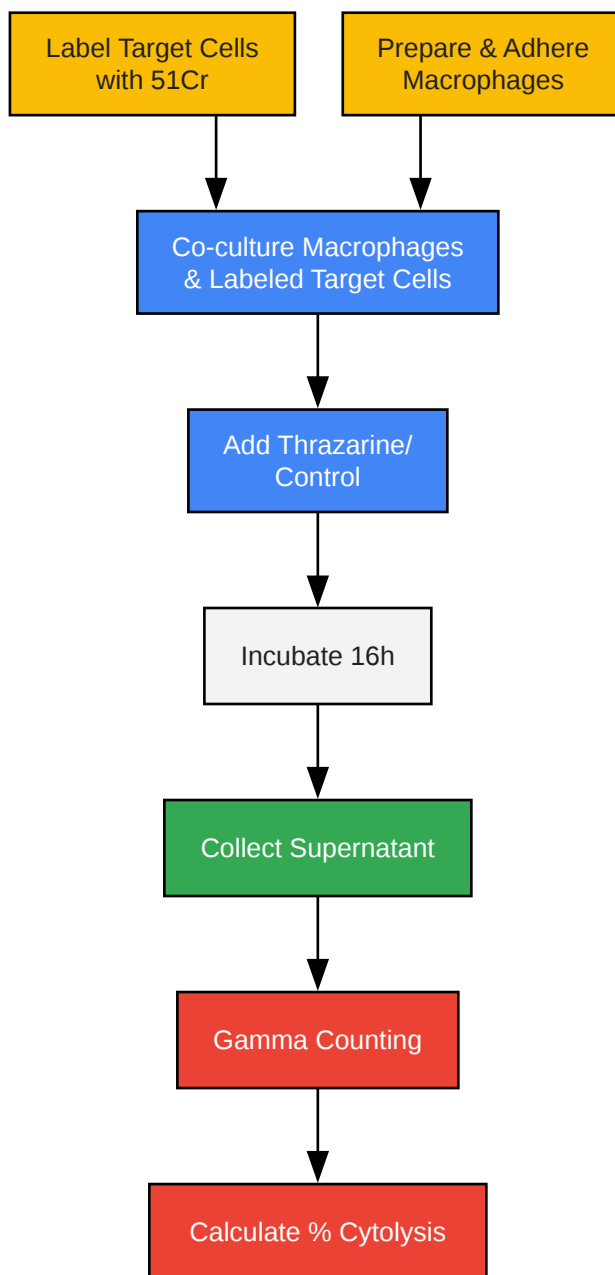 Label Target Cells
with 51Cr
Prepare & Adhere
Macrophages
Co-culture Macrophages
& Labeled Target Cells
Add Thrazarine/
Control
Incubate 16h
Collect Supernatant
Gamma Counting
Calculate % Cytolysis